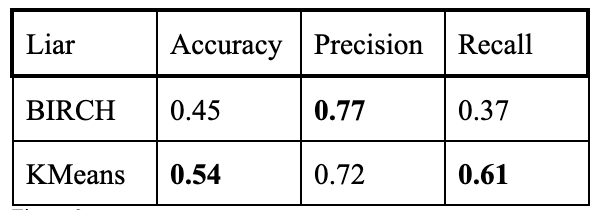 Liar Accuracy Precision Recall
BIRCH 0.45 0.77 0.37
KMeans 0.54 0.72 0.61